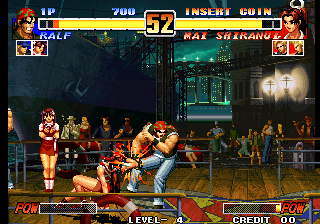 1P 700 52 INSERT COIN
RALF MAI SHIRANUI
POW POW
LEVEL-4 CREDIT 00